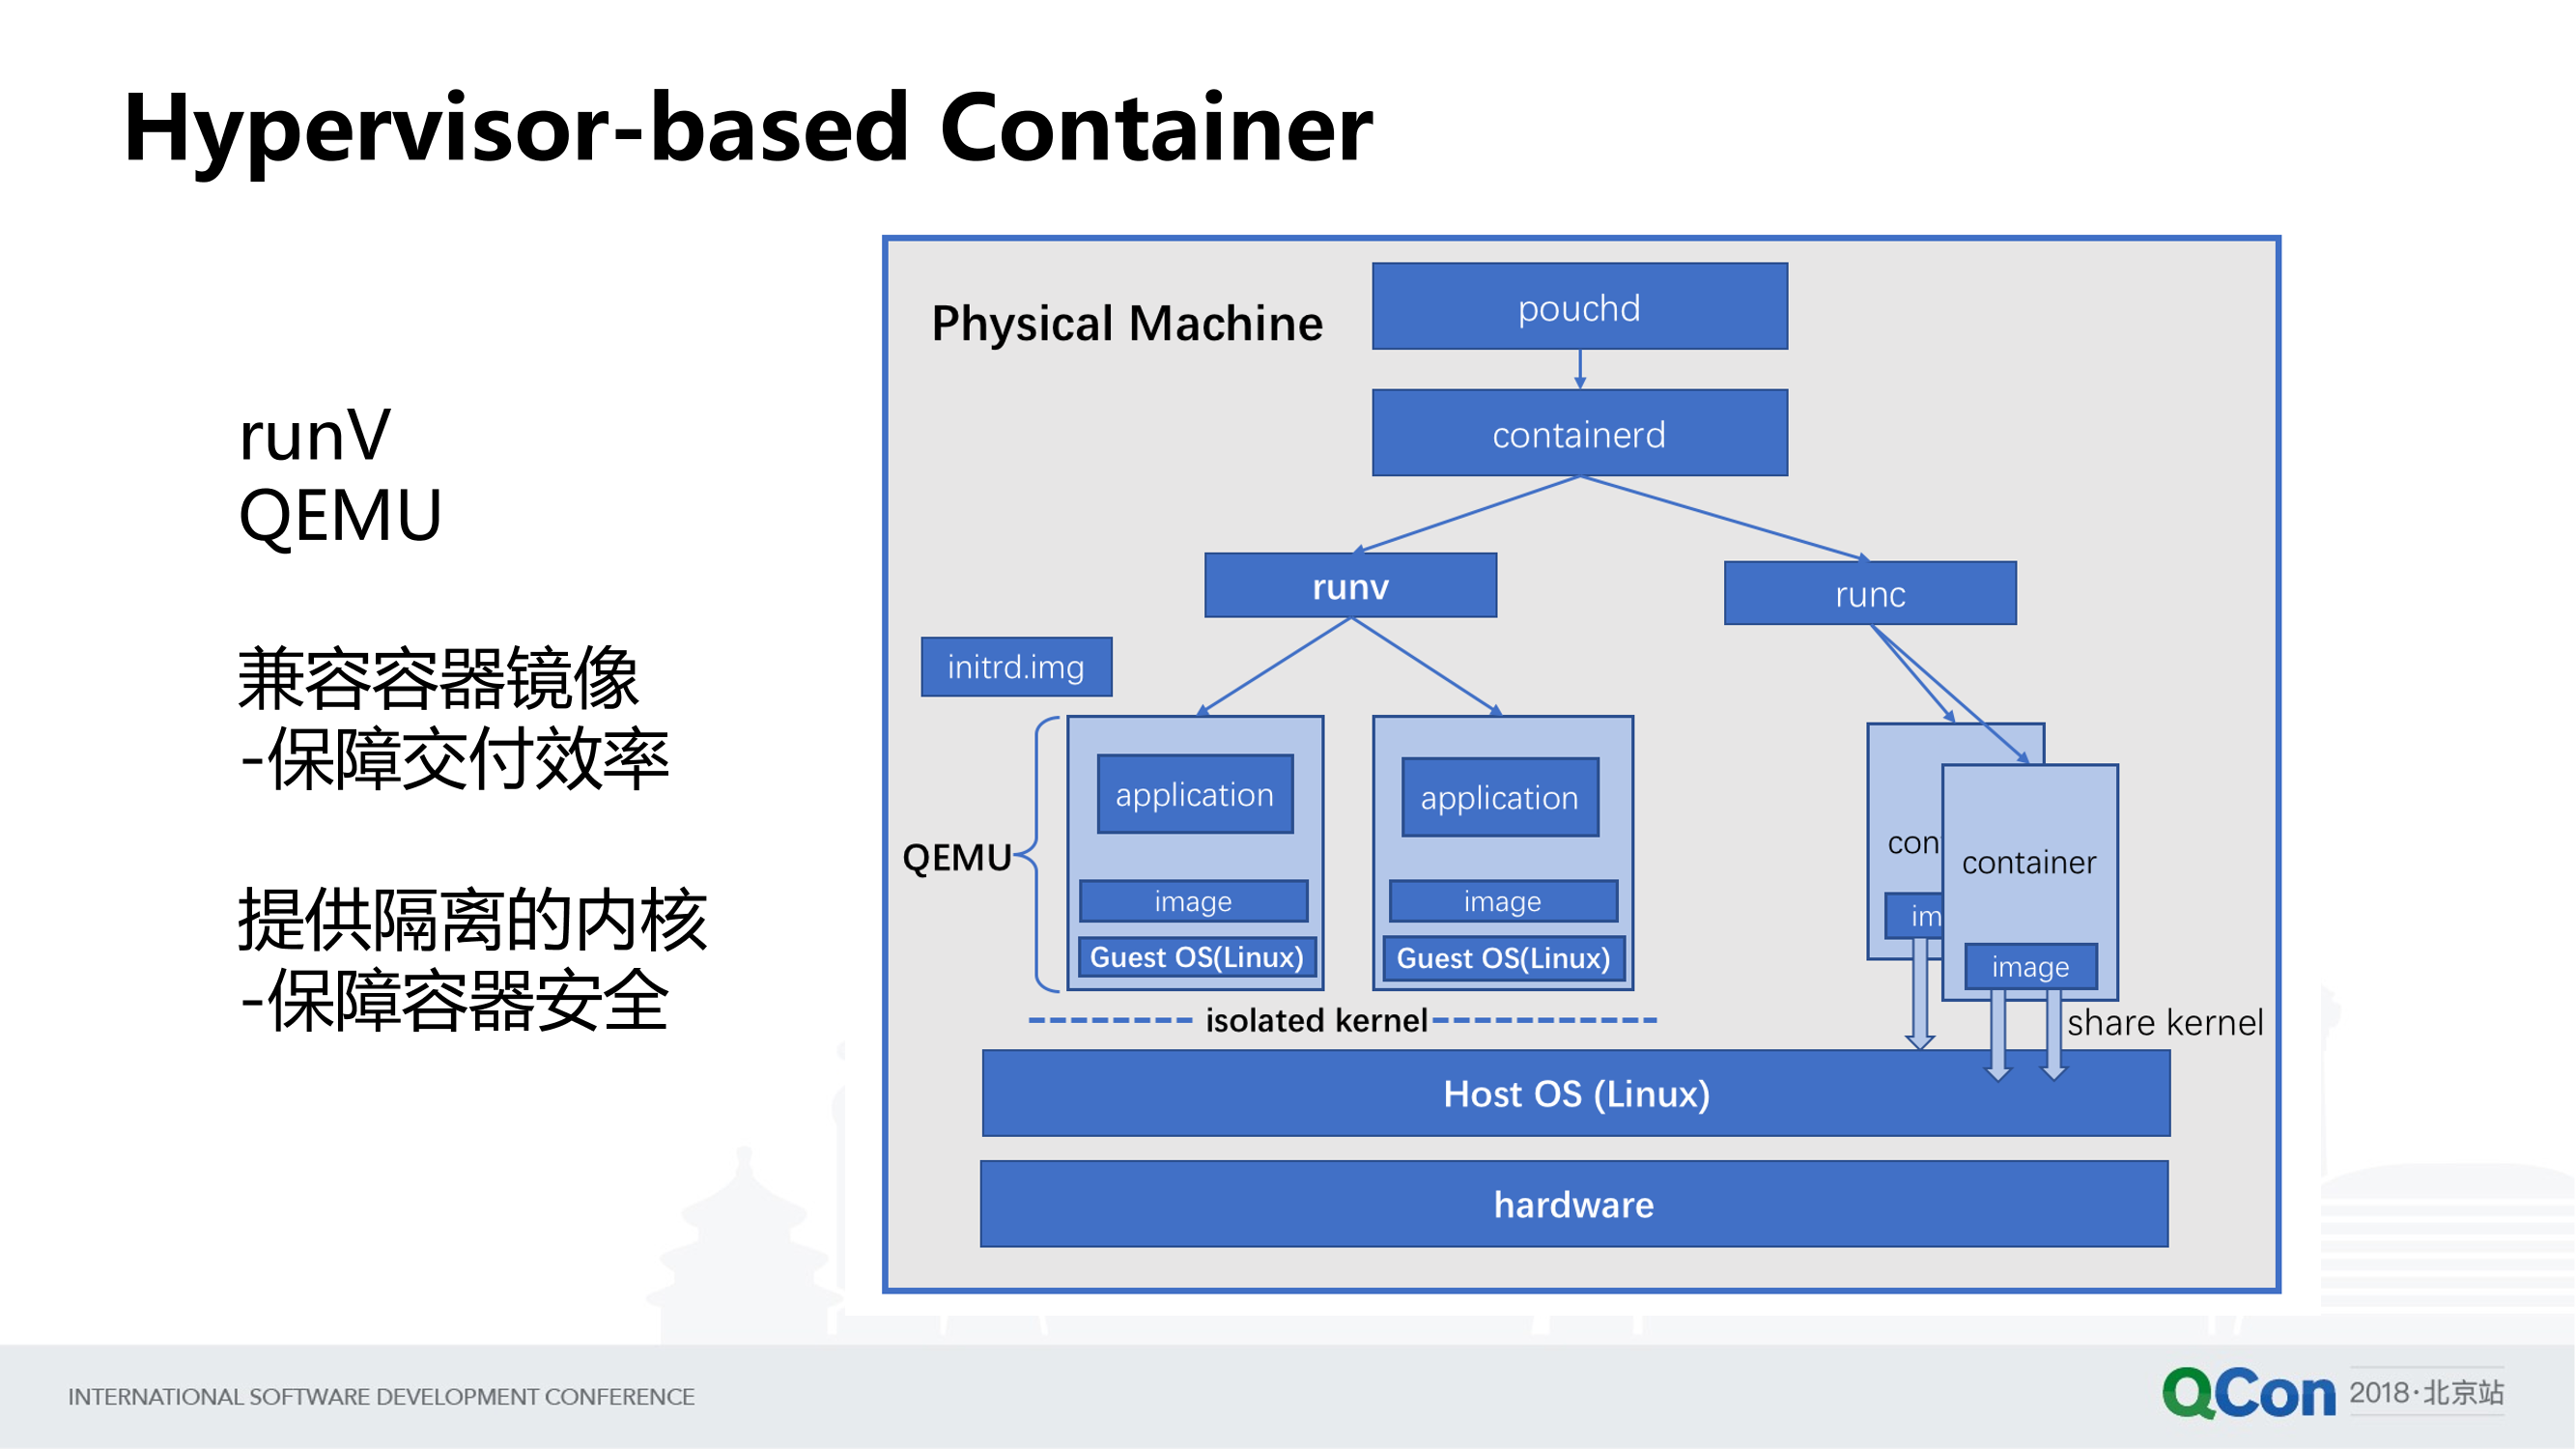 Hypervisor-based Container
runV
QEMU
兼容容器镜像
-保障交付效率
提供隔离的内核
-保障容器安全
Physical Machine
pouchd
containerd
runv
runc
initrd.img
QEMU
application
image
Guest OS(Linux)
application
image
Guest OS(Linux)
con
im
container
image
isolated kernel
share kernel
Host OS (Linux)
hardware
INTERNATIONAL SOFTWARE DEVELOPMENT CONFERENCE
QCon 2018·北京站